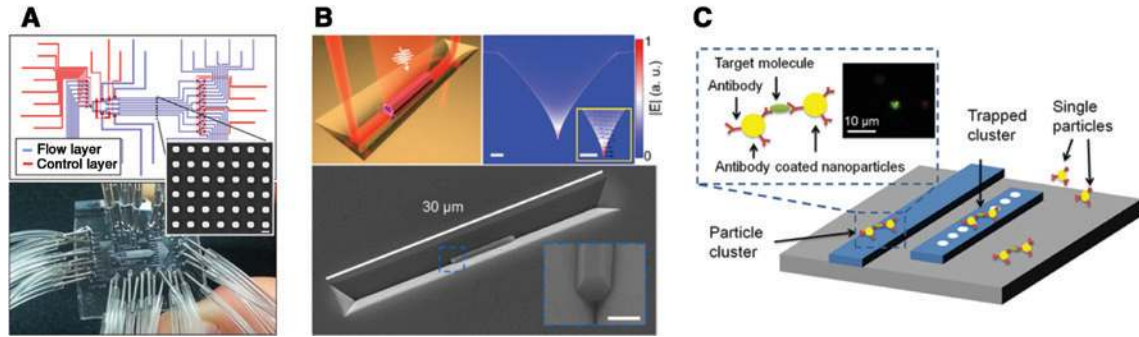 A
Flow layer
Control layer
B
1
|E| (a. u.)
0
30 µm
C
Target molecule
Antibody
10 µm
Antibody coated nanoparticles
Trapped
cluster
Single
particles
Particle
cluster